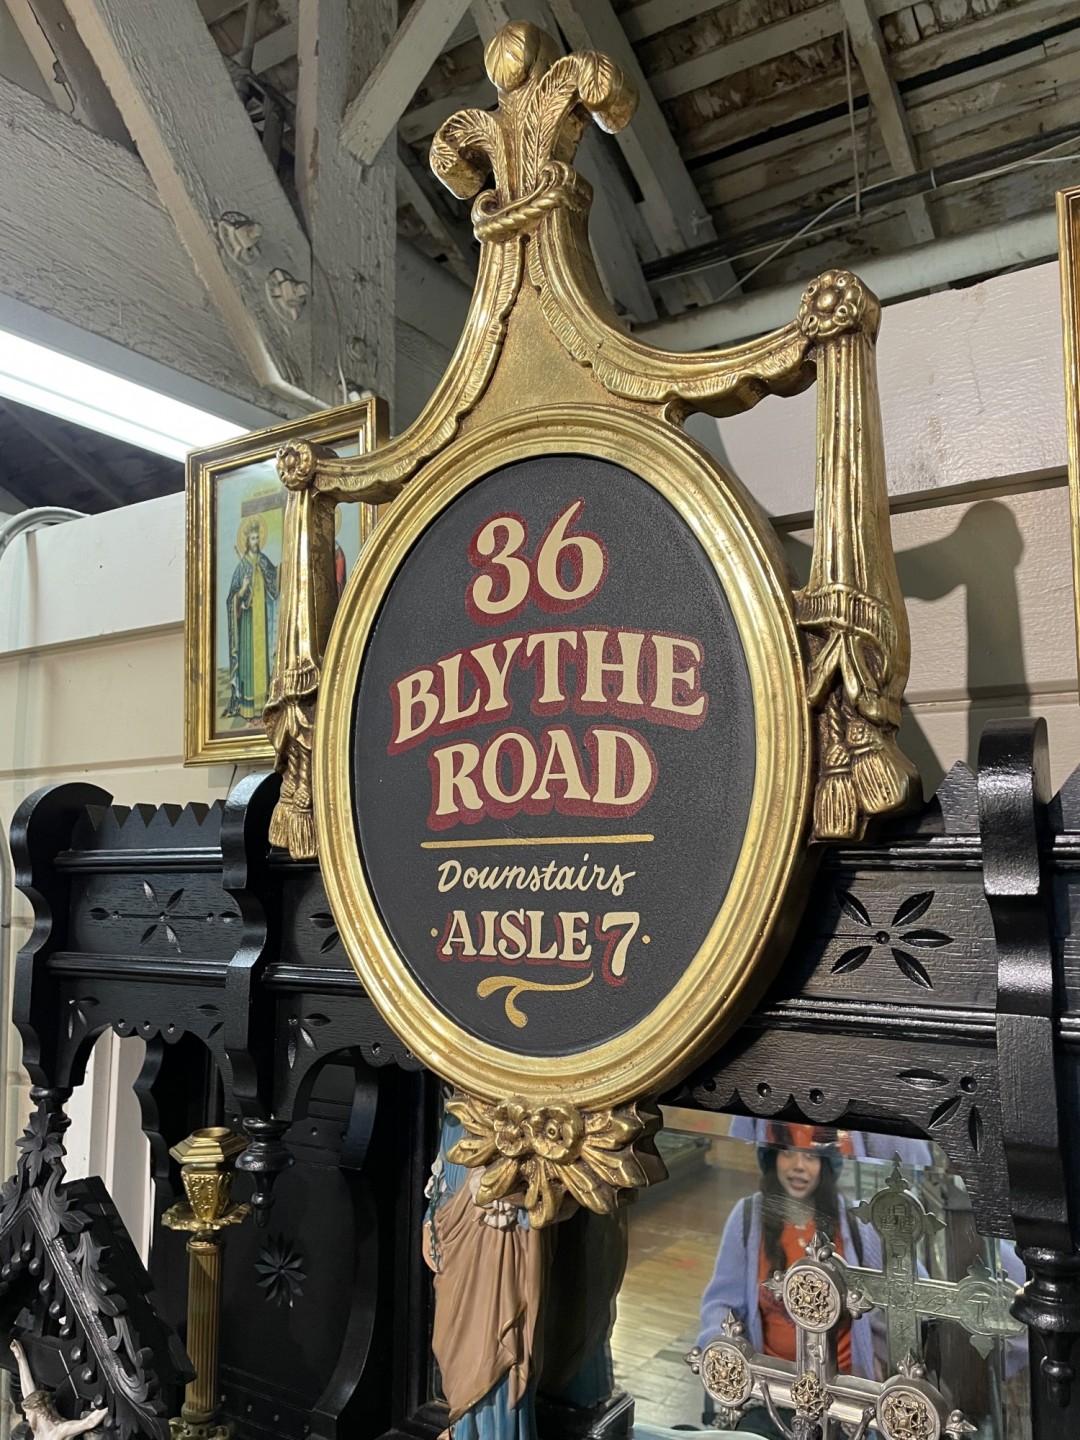 36
BLYTHE
ROAD
Downstairs
·AISLE 7·